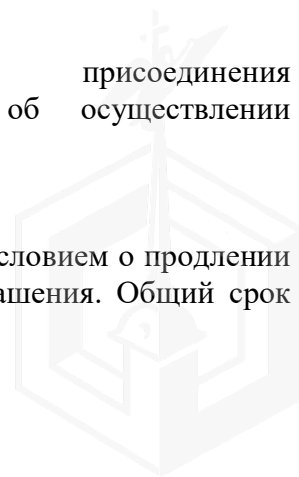 присоединения
об осуществлении
словием о продлении
ашения. Общий срок